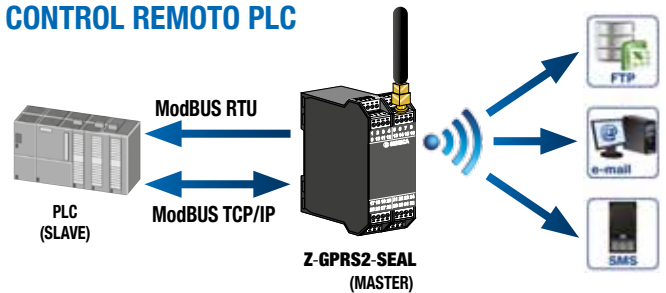 CONTROL REMOTO PLC
ModBUS RTU
ModBUS TCP/IP
PLC
(SLAVE)
Z-GPRS2-SEAL
(MASTER)
FTP
e-mail
SMS